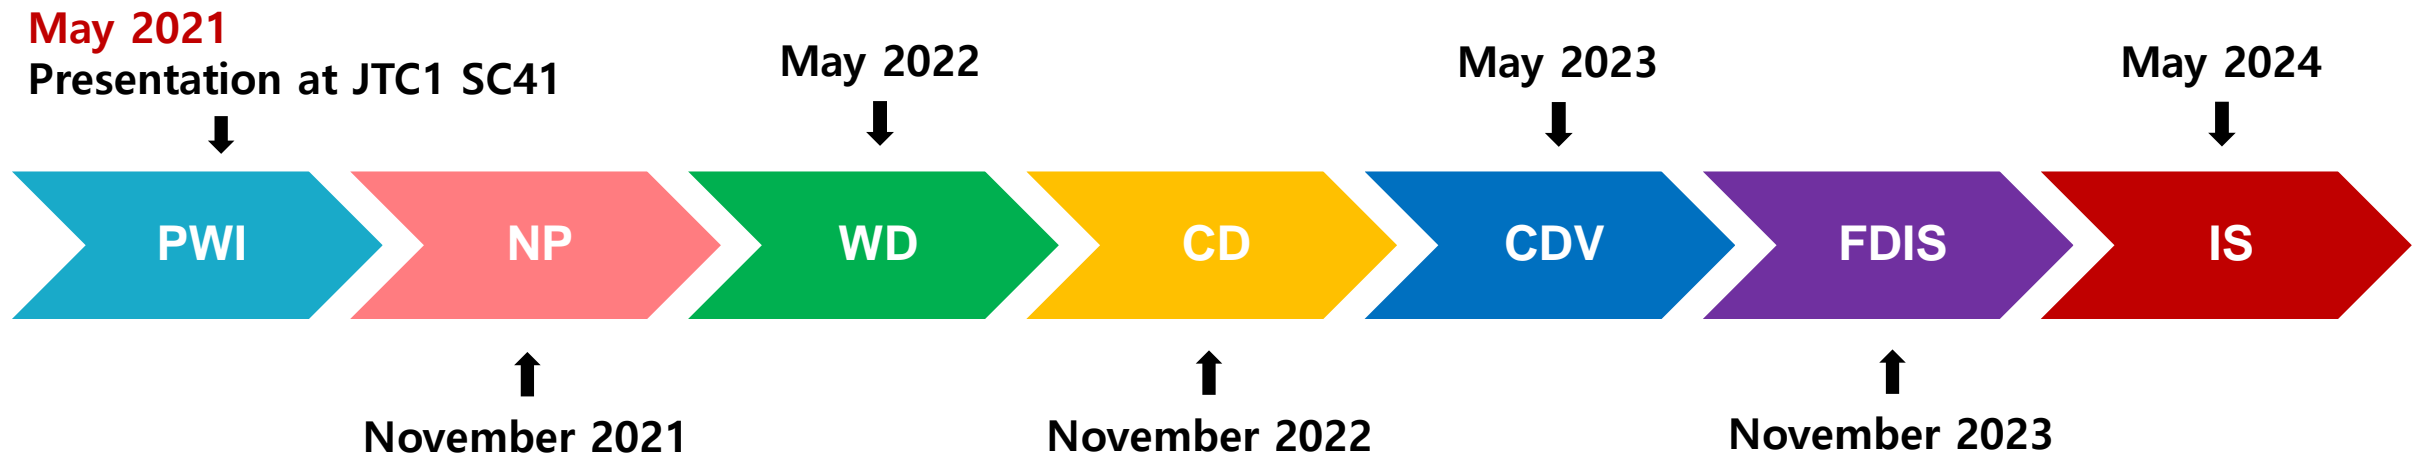 May 2021
Presentation at JTC1 SC41
May 2022
May 2023
May 2024
PWI
NP
WD
CD
CDV
FDIS
IS
November 2021
November 2022
November 2023